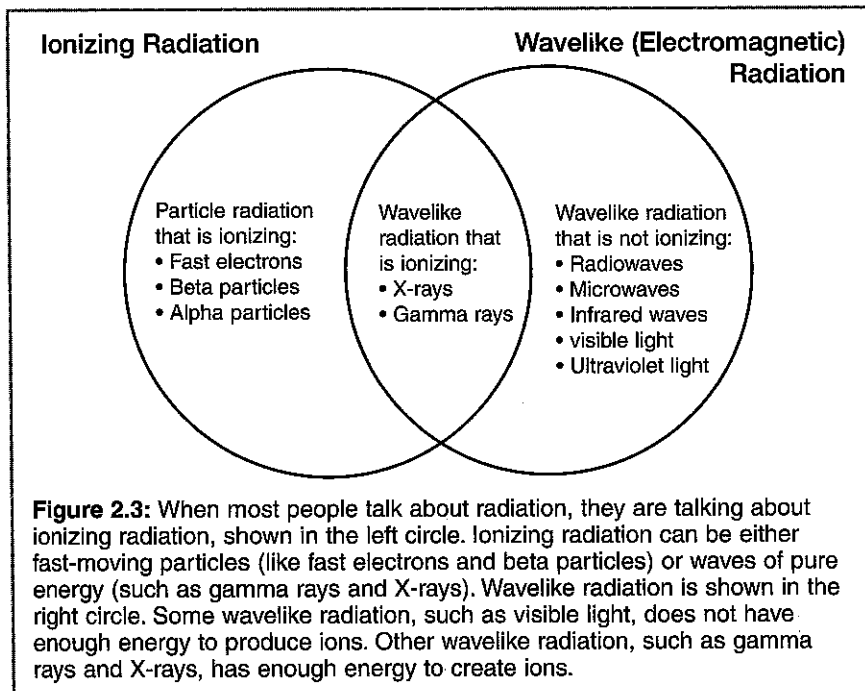 Ionizing Radiation
Wavelike (Electromagnetic)
Radiation
Particle radiation
that is ionizing:
• Fast electrons
• Beta particles
• Alpha particles
Wavelike
radiation that
is ionizing:
• X-rays
• Gamma rays
Wavelike radiation
that is not ionizing:
• Radiowaves
• Microwaves
• Infrared waves
• visible light
• Ultraviolet light
Figure 2.3: When most people talk about radiation, they are talking about
ionizing radiation, shown in the left circle. Ionizing radiation can be either
fast-moving particles (like fast electrons and beta particles) or waves of pure
energy (such as gamma rays and X-rays). Wavelike radiation is shown in the
right circle. Some wavelike radiation, such as visible light, does not have
enough energy to produce ions. Other wavelike radiation, such as gamma
rays and X-rays, has enough energy to create ions.